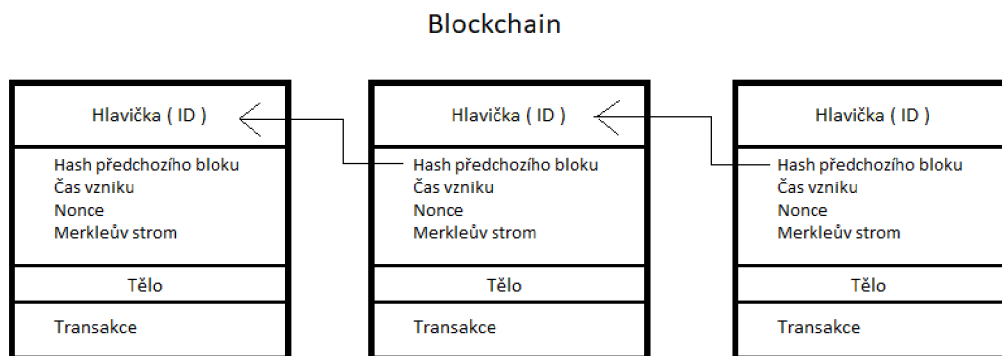 Blockchain
Hlavička ( ID )
Hash předchozího bloku
Čas vzniku
Nonce
Merkleův strom
Tělo
Transakce
Hlavička ( ID )
Hash předchozího bloku
Čas vzniku
Nonce
Merkleův strom
Tělo
Transakce
Hlavička ( ID )
Hash předchozího bloku
Čas vzniku
Nonce
Merkleův strom
Tělo
Transakce